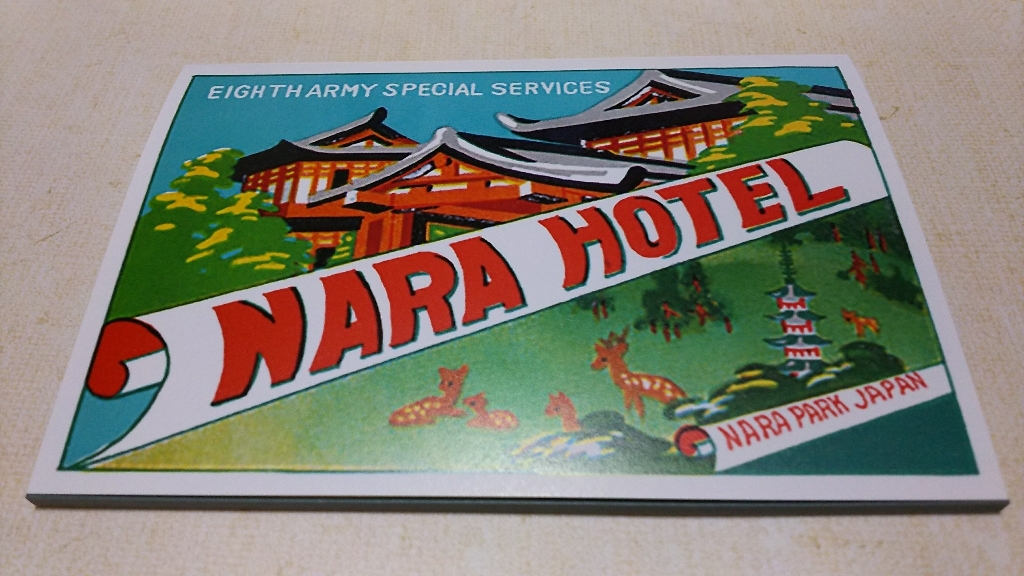 EIGHTH ARMY SPECIAL SERVICES
NARA HOTEL
NARA PARK JAPAN